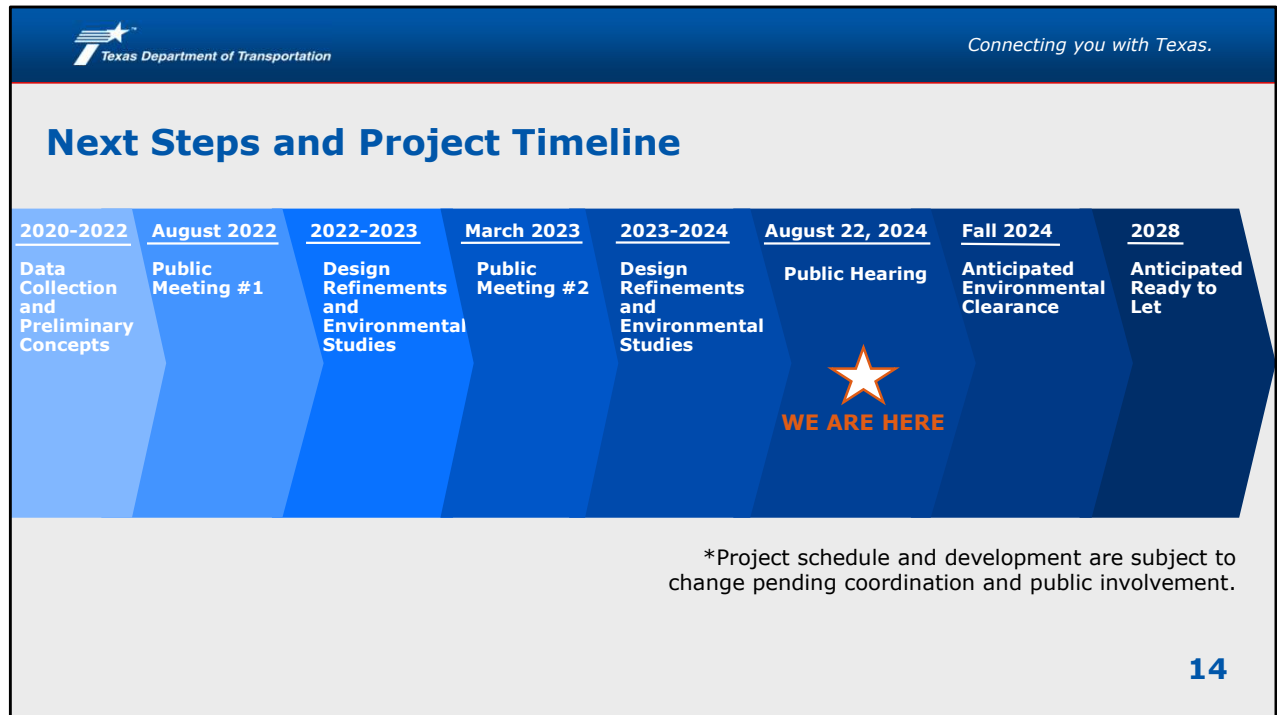 Texas Department of Transportation
Connecting you with Texas.
Next Steps and Project Timeline
2020-2022
Data
Collection
and
Preliminary
Concepts
August 2022
Public
Meeting #1
2022-2023
Design
Refinements
and
Environmental
Studies
March 2023
Public
Meeting #2
2023-2024
Design
Refinements
and
Environmental
Studies
August 22, 2024
Public Hearing
WE ARE HERE
Fall 2024
Anticipated
Environmental
Clearance
2028
Anticipated
Ready to
Let
*Project schedule and development are subject to
change pending coordination and public involvement.
14